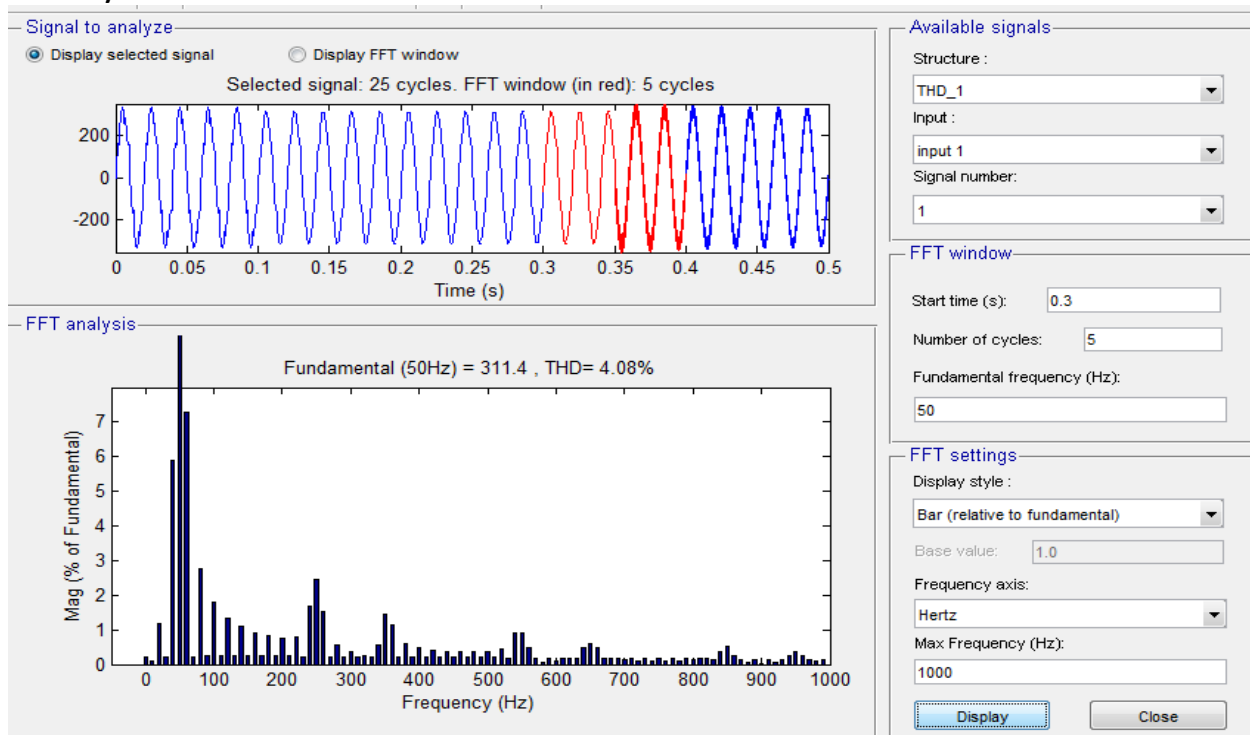 Signal to analyze
Display selected signal
Display FFT window
Selected signal: 25 cycles. FFT window (in red): 5 cycles
200
0
-200
0 0.05 0.1 0.15 0.2 0.25 0.3 0.35 0.4 0.45 0.5
Time (s)
FFT analysis
Fundamental (50Hz) = 311.4 , THD= 4.08%
7
6
5
4
3
2
1
0
Mag (% of Fundamental)
0 100 200 300 400 500 600 700 800 900 1000
Frequency (Hz)
Available signals
Structure :
THD_1
Input :
input 1
Signal number:
1
FFT window
Start time (s): 0.3
Number of cycles: 5
Fundamental frequency (Hz):
50
FFT settings
Display style :
Bar (relative to fundamental)
Base value: 1.0
Frequency axis:
Hertz
Max Frequency (Hz):
1000
Display
Close